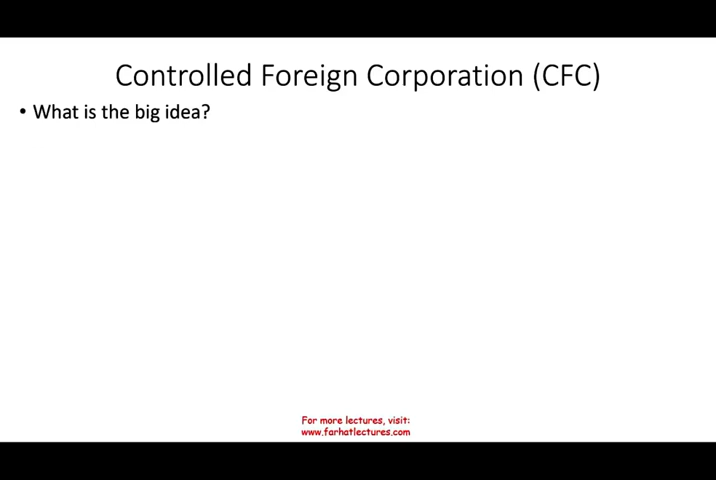 Controlled Foreign Corporation (CFC)
• What is the big idea?
For more lectures, visit:
www.farhatlectures.com